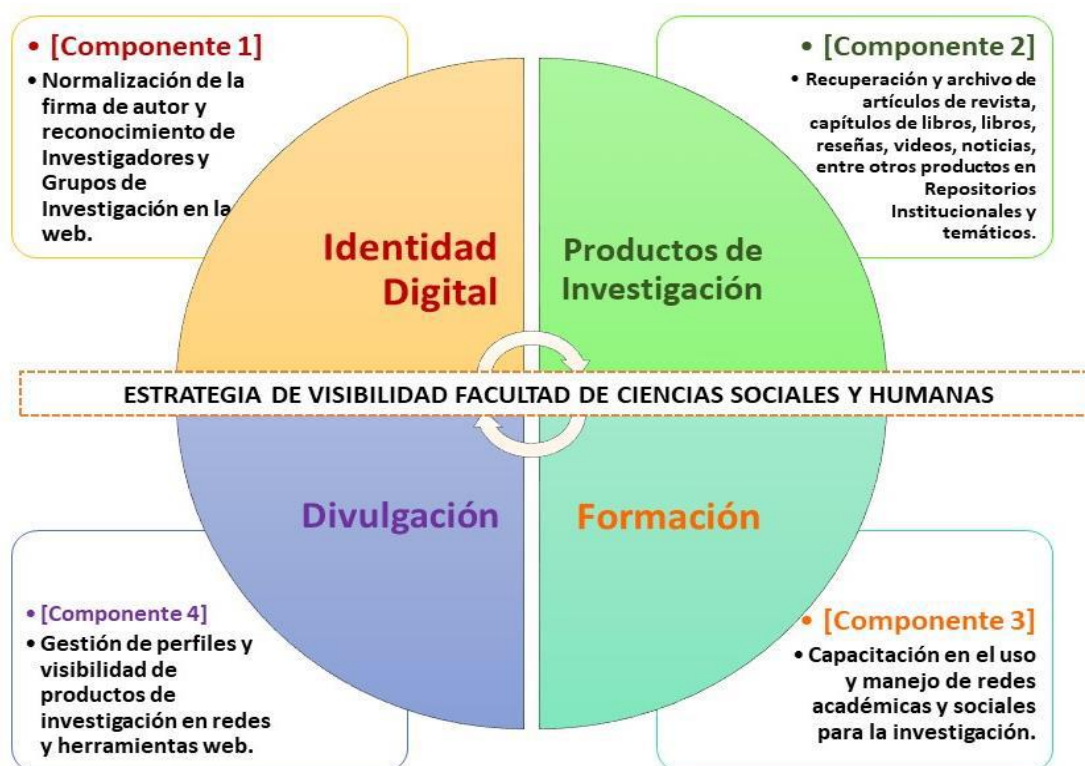 • [Componente 1]
• Normalización de la
firma de autor y
reconocimiento de
Investigadores y
Grupos de
Investigación en la
web.
• [Componente 2]
• Recuperación y archivo de
artículos de revista,
capítulos de libros, libros,
reseñas, videos, noticias,
entre otros productos en
Repositorios
Institucionales y
temáticos.
Identidad
Digital
Productos de
Investigación
ESTRATEGIA DE VISIBILIDAD FACULTAD DE CIENCIAS SOCIALES Y HUMANAS
Divulgación
Formación
• [Componente 4]
• Gestión de perfiles y
visibilidad de
productos de
investigación en redes
y herramientas web.
• [Componente 3]
• Capacitación en el uso
y manejo de redes
académicas y sociales
para la investigación.